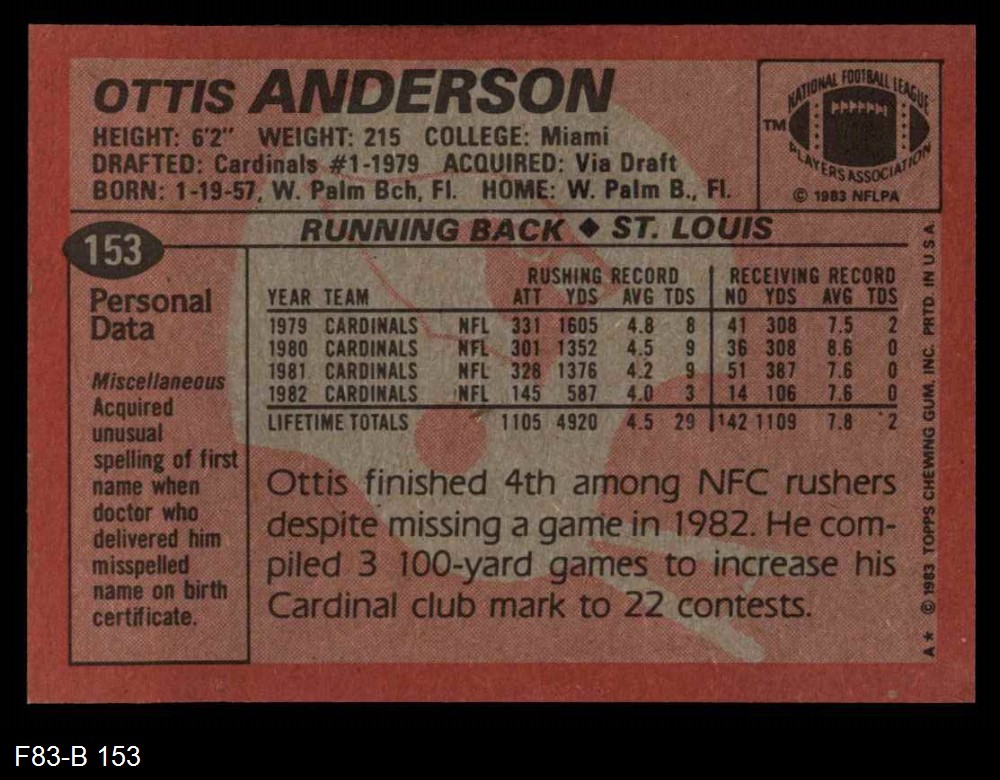 OTTIS ANDERSON
HEIGHT: 6'2" WEIGHT: 215 COLLEGE: Miami
DRAFTED: Cardinals #1-1979 ACQUIRED: Via Draft
BORN: 1-19-57, W. Palm Bch, Fl. HOME: W. Palm B., Fl.
NATIONAL FOOTBALL LEAGUE
TM
PLAYERS ASSOCIATION
© 1983 NFLPA
RUNNING BACK ◆ ST. LOUIS
153
Personal
Data
Miscellaneous
Acquired
unusual
spelling of first
name when
doctor who
delivered him
misspelled
name on birth
certificate.
RUSHING RECORD RECEIVING RECORD
YEAR TEAM ATT YDS AVG TDS NO YDS AVG TDS
1979 CARDINALS NFL 331 1605 4.8 8 41 308 7.5 2
1980 CARDINALS NFL 301 1352 4.5 9 36 308 8.6 0
1981 CARDINALS NFL 328 1376 4.2 9 51 387 7.6 0
1982 CARDINALS NFL 145 587 4.0 3 14 106 7.6 0
LIFETIME TOTALS 1105 4920 4.5 29 142 1109 7.8 2
Ottis finished 4th among NFC rushers
despite missing a game in 1982. He com-
piled 3 100-yard games to increase his
Cardinal club mark to 22 contests.
A* © 1983 TOPPS CHEWING GUM, INC. PRTD. IN U.S.A.
F83-B 153